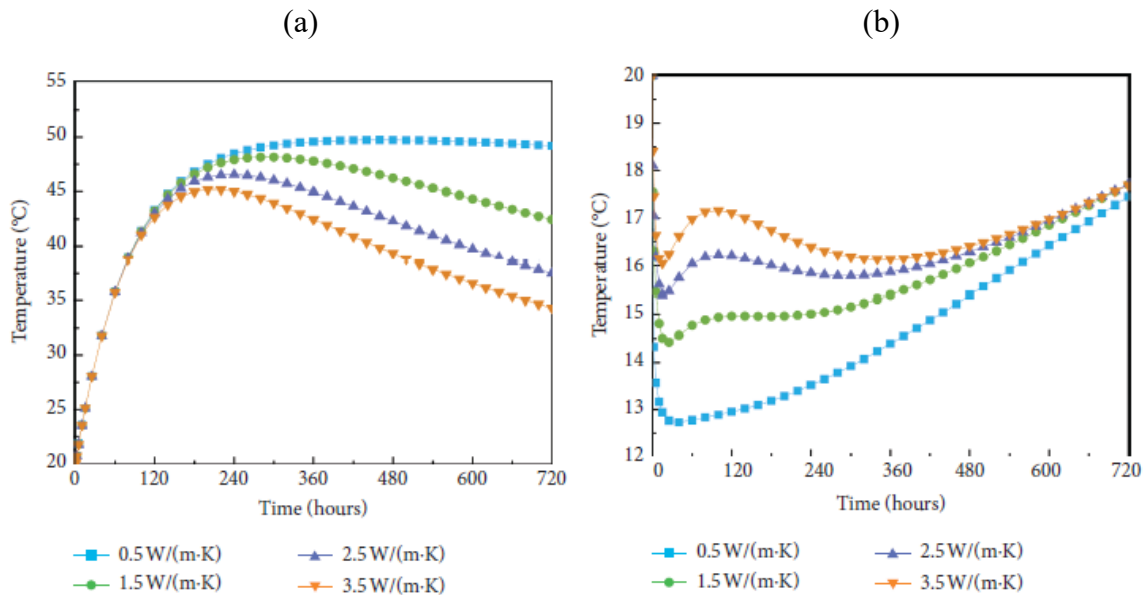 (a)
(b)
55
50
45
40
35
30
25
20
Temperature (°C)
0 120 240 360 480 600 720
Time (hours)
0.5 W/(m·K)
2.5 W/(m·K)
1.5 W/(m·K)
3.5 W/(m·K)
20
19
18
17
16
15
14
13
12
Temperature (°C)
0 120 240 360 480 600 720
Time (hours)
0.5 W/(m·K)
2.5 W/(m·K)
1.5 W/(m·K)
3.5 W/(m·K)